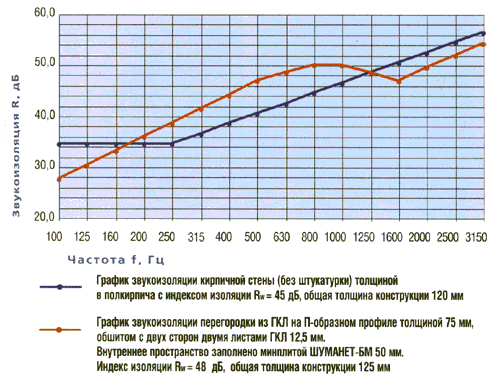 60,0
50,0
40,0
30,0
20,0
Звукоизоляция R, дБ
100 125 160 200 250 315 400 500 630 800 1000 1250 1600 2000 2500 3150
Частота f, Гц
График звукоизоляции кирпичной стены (без штукатурки) толщиной
в полкирпича с индексом изоляции Rw = 45 дБ, общая толщина конструкции 120 мм
График звукоизоляции перегородки из ГКЛ на П-образном профиле толщиной 75 мм,
обшитом с двух сторон двумя листами ГКЛ 12,5 мм.
Внутреннее пространство заполнено минплитой ШУМАНЕТ-БМ 50 мм.
Индекс изоляции Rw = 48 дБ, общая толщина конструкции 125 мм